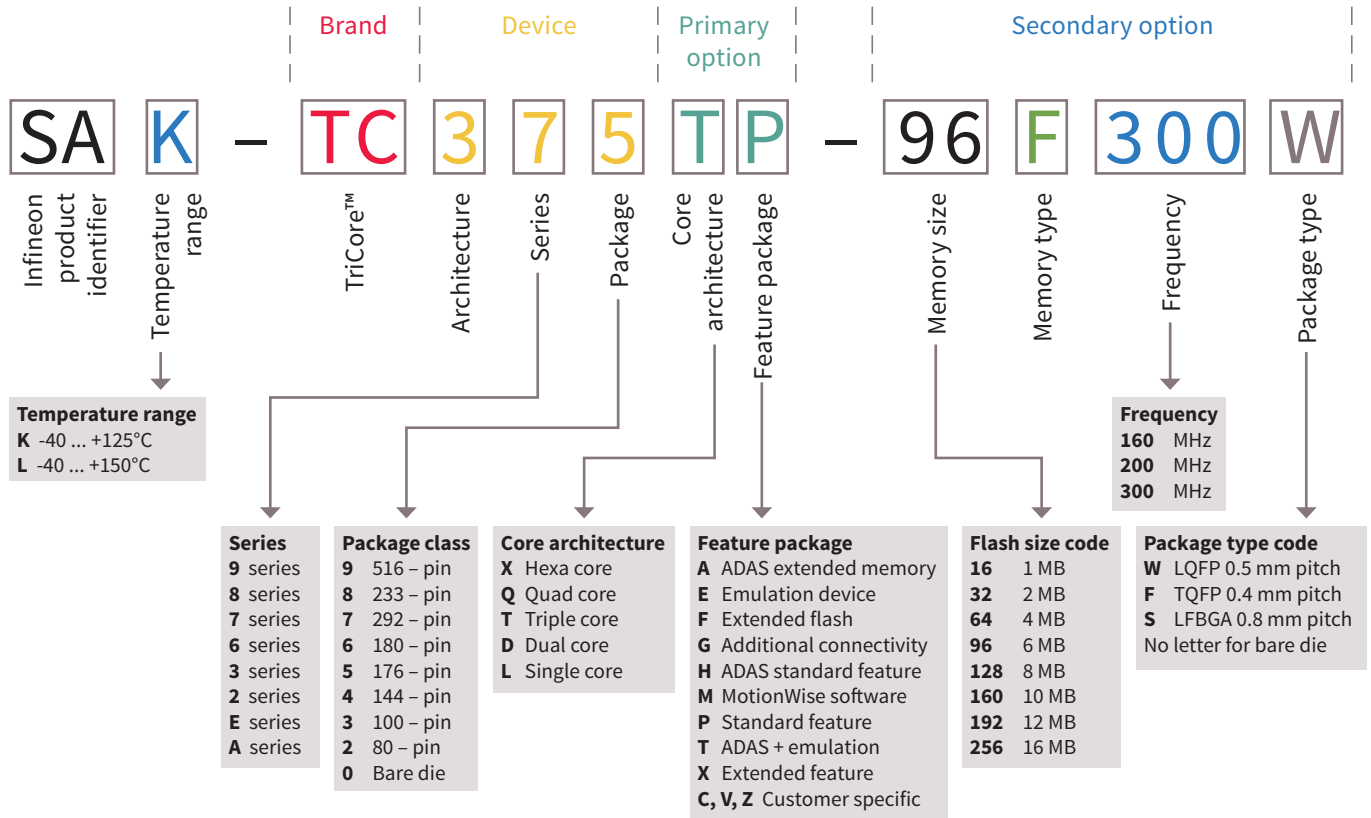 Brand
Device
Primary
option
Secondary option
SA K – TC 3 7 5 T P – 96 F 300 W
Infineon
product
identifier
Temperature
range
TriCore™
Architecture
Series
Package
Core
architecture
Feature package
Memory size
Memory type
Frequency
Package type
Temperature range
K -40 ... +125°C
L -40 ... +150°C
Frequency
160 MHz
200 MHz
300 MHz
Series
9 series
8 series
7 series
6 series
3 series
2 series
E series
A series
Package class
9 516 – pin
8 233 – pin
7 292 – pin
6 180 – pin
5 176 – pin
4 144 – pin
3 100 – pin
2 80 – pin
0 Bare die
Core architecture
X Hexa core
Q Quad core
T Triple core
D Dual core
L Single core
Feature package
A ADAS extended memory
E Emulation device
F Extended flash
G Additional connectivity
H ADAS standard feature
M MotionWise software
P Standard feature
T ADAS + emulation
X Extended feature
C, V, Z Customer specific
Flash size code
16 1 MB
32 2 MB
64 4 MB
96 6 MB
128 8 MB
160 10 MB
192 12 MB
256 16 MB
Package type code
W LQFP 0.5 mm pitch
F TQFP 0.4 mm pitch
S LFBGA 0.8 mm pitch
No letter for bare die